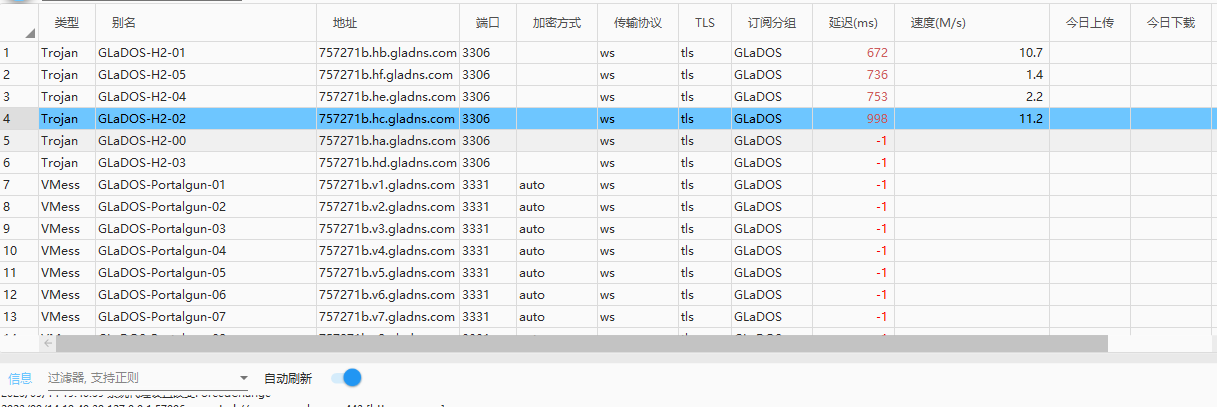 类型 别名 地址 端口 加密方式 传输协议 TLS 订阅分组 延迟(ms) 速度(M/s) 今日上传 今日下载
1 Trojan GLaDOS-H2-01 757271b.hb.gladns.com 3306 ws tls GLaDOS 672 10.7
2 Trojan GLaDOS-H2-05 757271b.hf.gladns.com 3306 ws tls GLaDOS 736 1.4
3 Trojan GLaDOS-H2-04 757271b.he.gladns.com 3306 ws tls GLaDOS 753 2.2
4 Trojan GLaDOS-H2-02 757271b.hc.gladns.com 3306 ws tls GLaDOS 998 11.2
5 Trojan GLaDOS-H2-00 757271b.ha.gladns.com 3306 ws tls GLaDOS -1
6 Trojan GLaDOS-H2-03 757271b.hd.gladns.com 3306 ws tls GLaDOS -1
7 VMess GLaDOS-Portalgun-01 757271b.v1.gladns.com 3331 auto ws tls GLaDOS -1
8 VMess GLaDOS-Portalgun-02 757271b.v2.gladns.com 3331 auto ws tls GLaDOS -1
9 VMess GLaDOS-Portalgun-03 757271b.v3.gladns.com 3331 auto ws tls GLaDOS -1
10 VMess GLaDOS-Portalgun-04 757271b.v4.gladns.com 3331 auto ws tls GLaDOS -1
11 VMess GLaDOS-Portalgun-05 757271b.v5.gladns.com 3331 auto ws tls GLaDOS -1
12 VMess GLaDOS-Portalgun-06 757271b.v6.gladns.com 3331 auto ws tls GLaDOS -1
13 VMess GLaDOS-Portalgun-07 757271b.v7.gladns.com 3331 auto ws tls GLaDOS -1
信息 过滤器, 支持正则 自动刷新